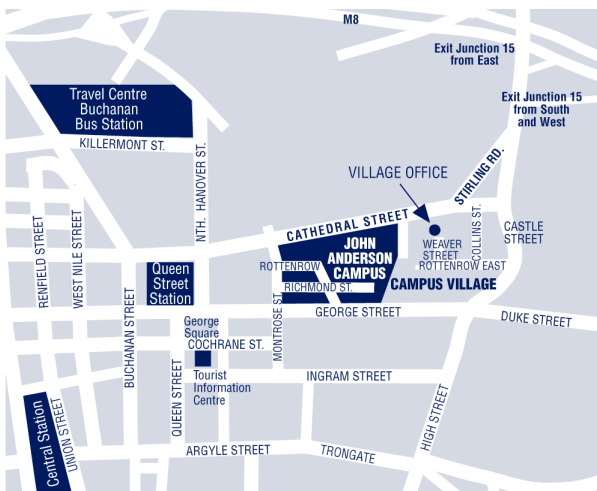 M8
Exit Junction 15
from East
Travel Centre
Buchanan
Bus Station
Exit Junction 15
from South
and West
KILLERMONT ST.
NTH. HANOVER ST.
VILLAGE OFFICE
STIRLING RD.
CATHEDRAL STREET
COLLINS ST.
CASTLE
STREET
RENFIELD STREET
WEST NILE STREET
JOHN
ANDERSON
CAMPUS
WEAVER
STREET
ROTTENROW
ROTTENROW EAST
Queen
Street
Station
RICHMOND ST.
CAMPUS VILLAGE
BUCHANAN STREET
George
Square
MONTROSE ST.
GEORGE STREET
DUKE STREET
COCHRANE ST.
QUEEN STREET
Tourist
Information
Centre
INGRAM STREET
Central Station
UNION STREET
HIGH STREET
ARGYLE STREET
TRONGATE